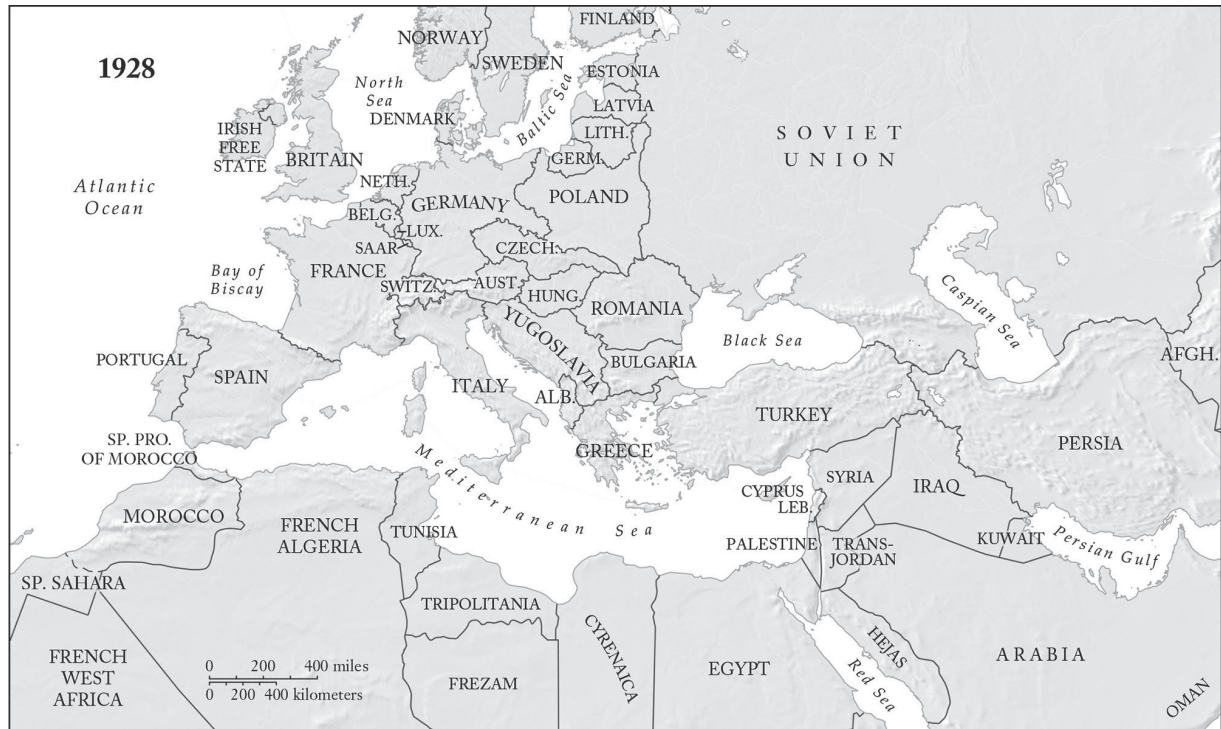 1928
FINLAND
NORWAY
SWEDEN
North
Sea
ESTONIA
Baltic Sea
LATVIA
DENMARK
IRISH
FREE
STATE
LITH.
SOVIET
UNION
BRITAIN
GERM.
NETH.
Atlantic
Ocean
GERMANY
POLAND
BELG.
LUX.
SAAR
CZECH.
Bay of
Biscay
FRANCE
SWITZ.
AUST.
HUNG.
ROMANIA
Caspian Sea
YUGOSLAVIA
Black Sea
PORTUGAL
SPAIN
BULGARIA
AFGH.
ITALY
ALB.
TURKEY
SP. PRO.
OF MOROCCO
GREECE
PERSIA
Mediterranean Sea
SYRIA
IRAQ
CYPRUS
LEB.
MOROCCO
FRENCH
ALGERIA
TUNISIA
PALESTINE
TRANS-
JORDAN
KUWAIT
Persian Gulf
SP. SAHARA
TRIPOLITANIA
CYRENAICA
HEJAS
ARABIA
FRENCH
WEST
AFRICA
0 200 400 miles
0 200 400 kilometers
FREZAM
EGYPT
Red Sea
OMAN